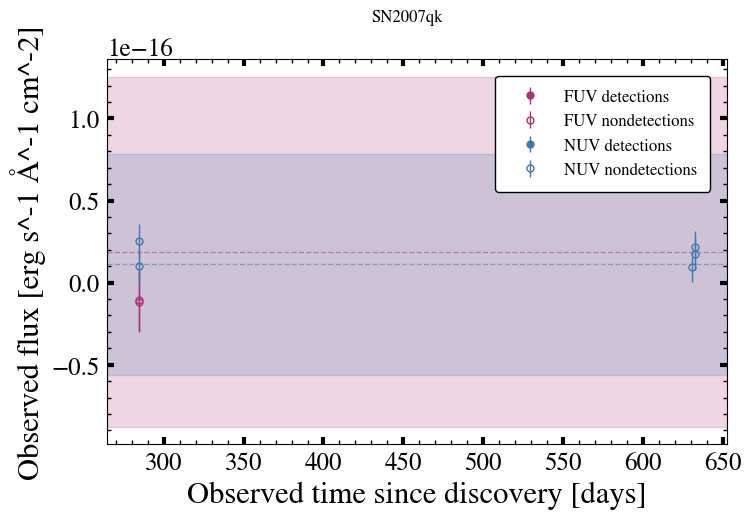 SN2007qk
1e−16
Observed flux [erg s^-1 Å^-1 cm^-2]
1.0
0.5
0.0
−0.5
FUV detections
FUV nondetections
NUV detections
NUV nondetections
300 350 400 450 500 550 600 650
Observed time since discovery [days]